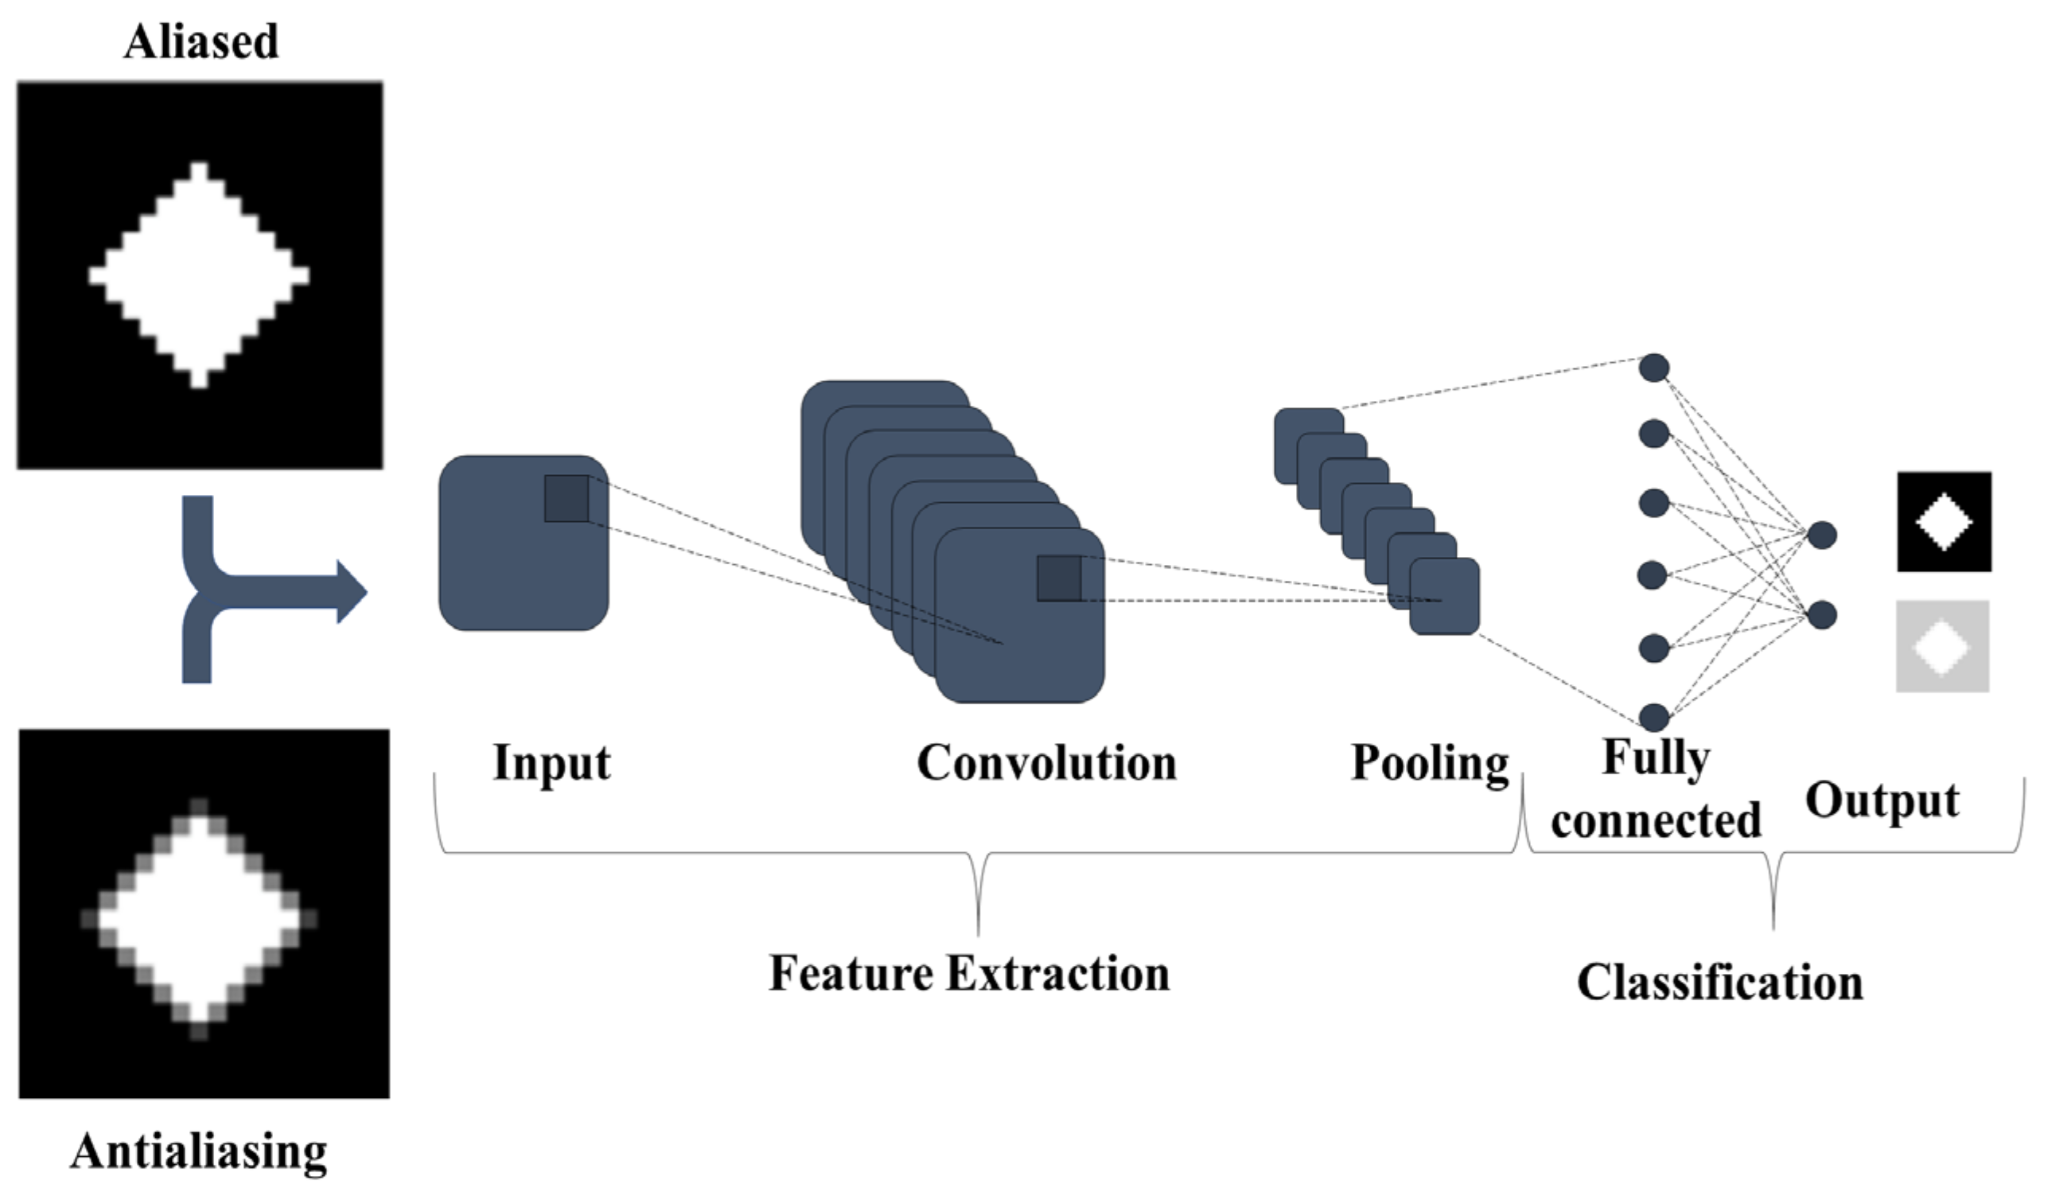 Aliased
Input
Convolution
Pooling
Fully
connected
Output
Feature Extraction
Classification
Antialiasing